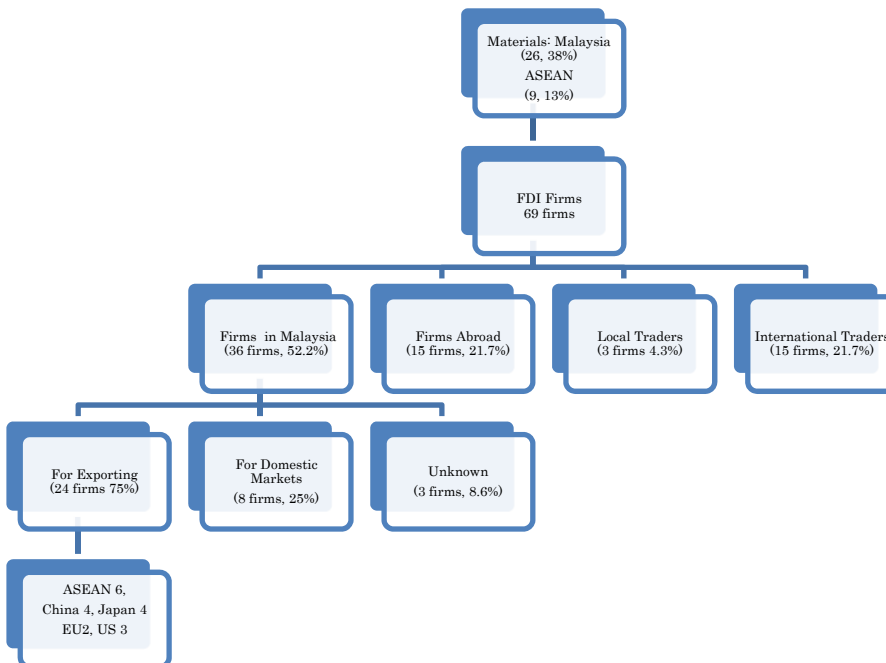 Materials: Malaysia
(26, 38%)
ASEAN
(9, 13%)
FDI Firms
69 firms
Firms in Malaysia
(36 firms, 52.2%)
Firms Abroad
(15 firms, 21.7%)
Local Traders
(3 firms 4.3%)
International Traders
(15 firms, 21.7%)
For Exporting
(24 firms 75%)
For Domestic
Markets
(8 firms, 25%)
Unknown
(3 firms, 8.6%)
ASEAN 6,
China 4, Japan 4
EU2, US 3